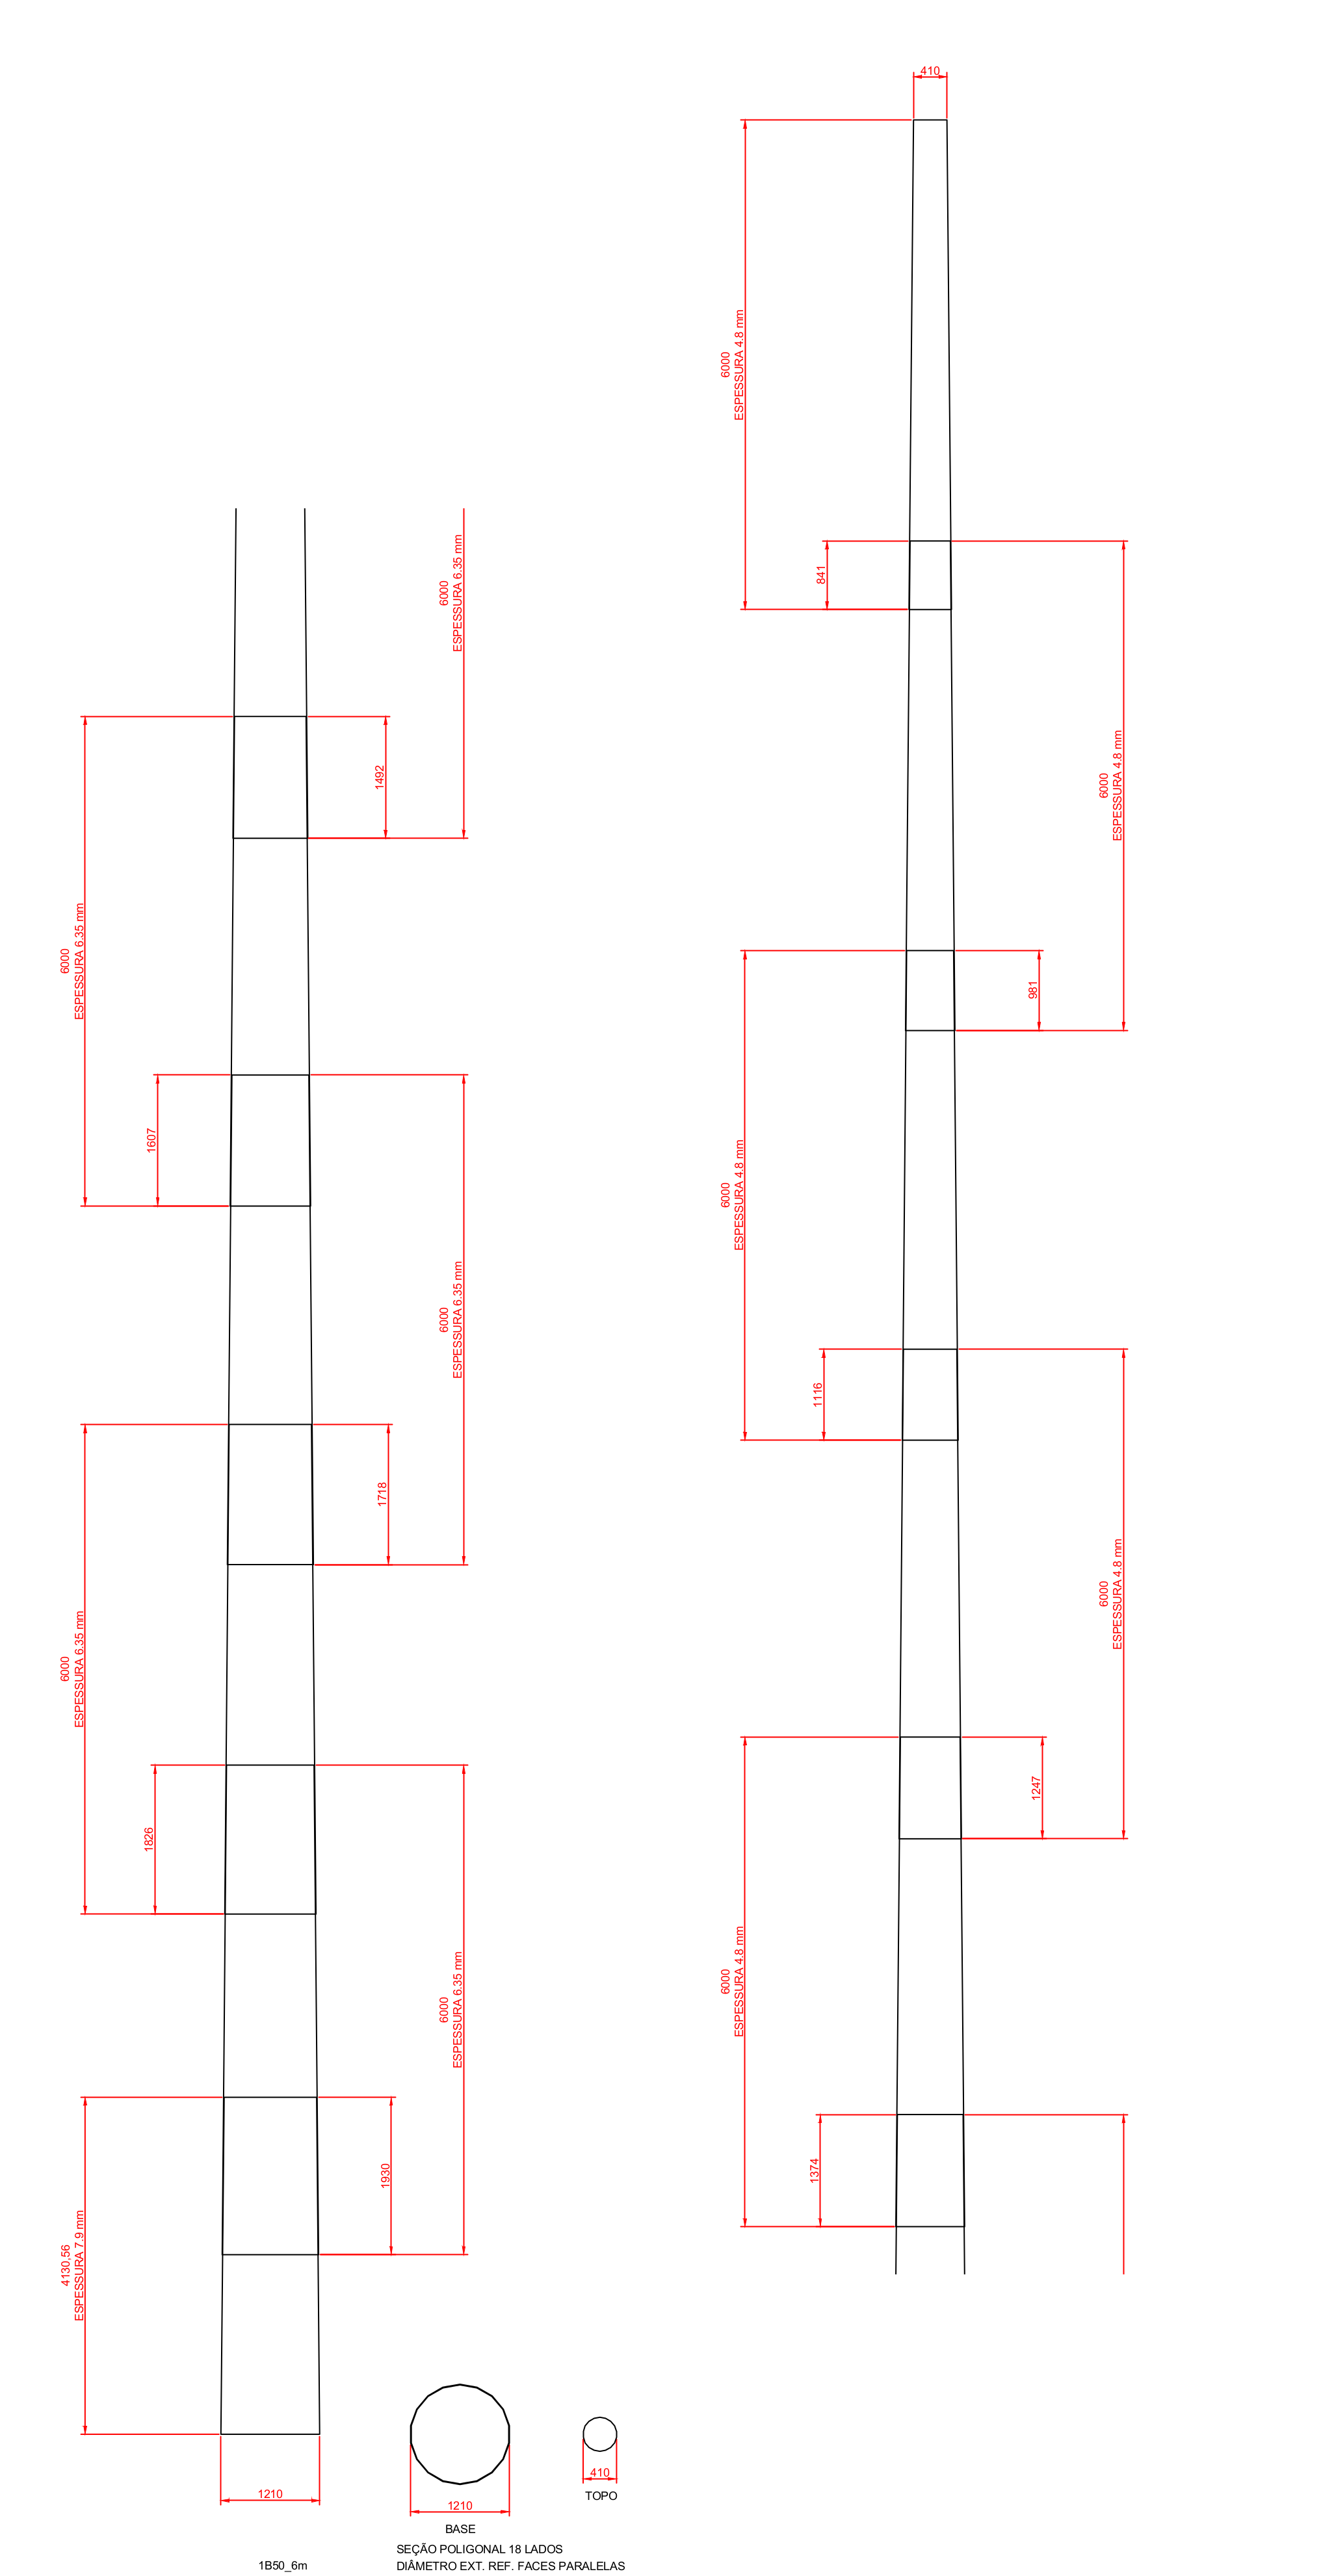 410
6000
ESPESSURA 4.8 mm
841
6000
ESPESSURA 4.8 mm
981
6000
ESPESSURA 4.8 mm
1116
6000
ESPESSURA 4.8 mm
1247
6000
ESPESSURA 4.8 mm
1374
6000
ESPESSURA 6.35 mm
1492
6000
ESPESSURA 6.35 mm
1607
6000
ESPESSURA 6.35 mm
1718
6000
ESPESSURA 6.35 mm
1826
6000
ESPESSURA 6.35 mm
1930
4130,56
ESPESSURA 7.9 mm
1210
1210
410
TOPO
BASE
SEÇÃO POLIGONAL 18 LADOS
DIÂMETRO EXT. REF. FACES PARALELAS
1B50_6m